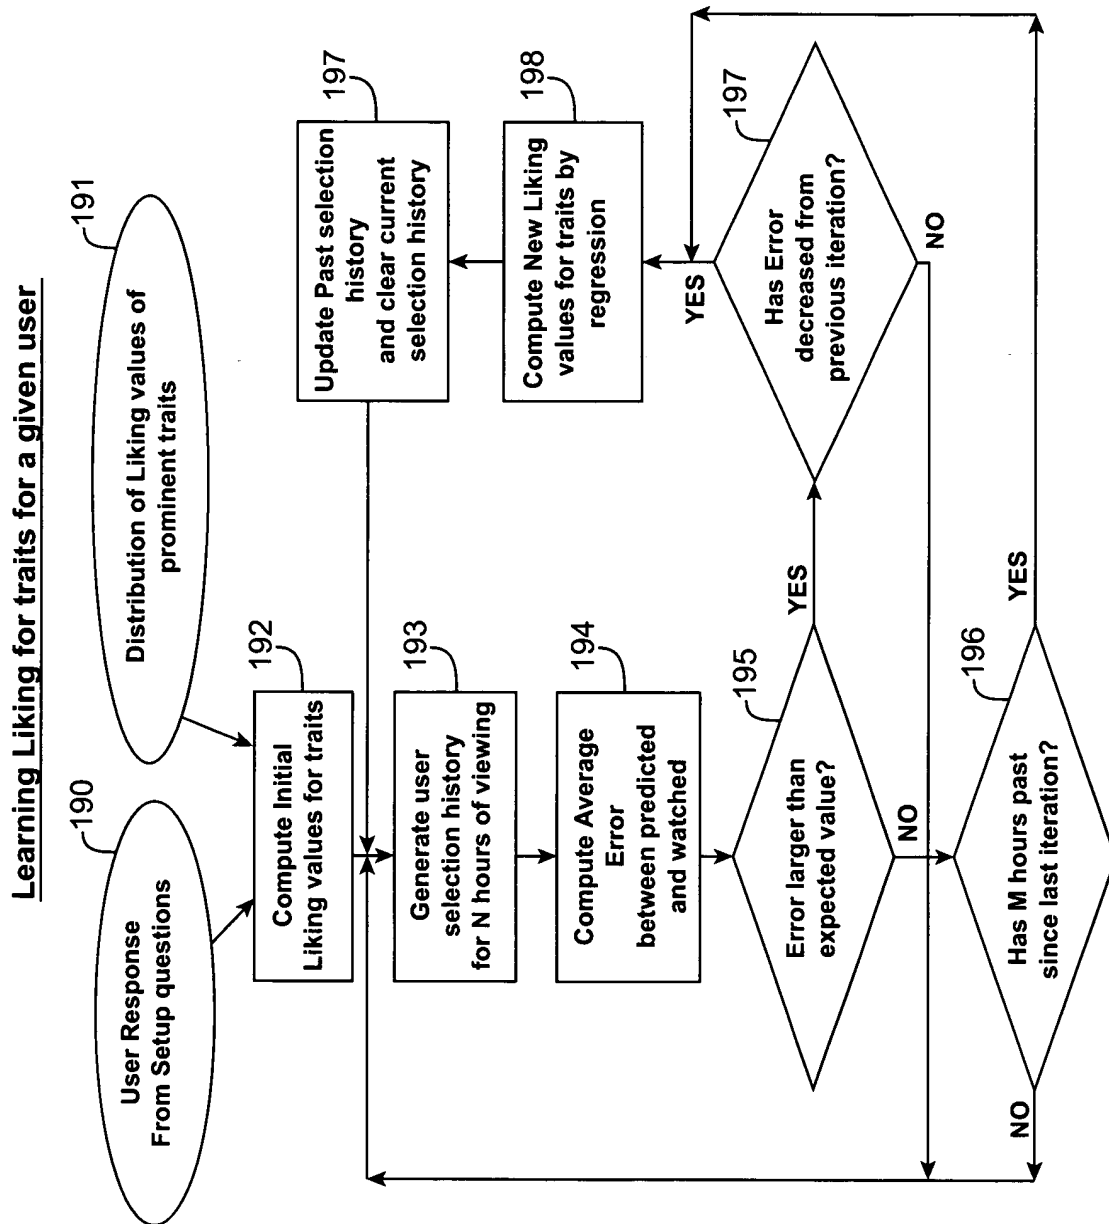 Learning Liking for traits for a given user
190
User Response
From Setup questions
191
Distribution of Liking values of
prominent traits
192
Compute Initial
Liking values for traits
193
Generate user
selection history
for N hours of viewing
194
Compute Average
Error
between predicted
and watched
195
Error larger than
expected value?
YES
NO
196
Has M hours past
since last iteration?
YES
NO
197
Has Error
decreased from
previous iteration?
YES
NO
198
Compute New Liking
values for traits by
regression
197
Update Past selection
history
and clear current
selection history